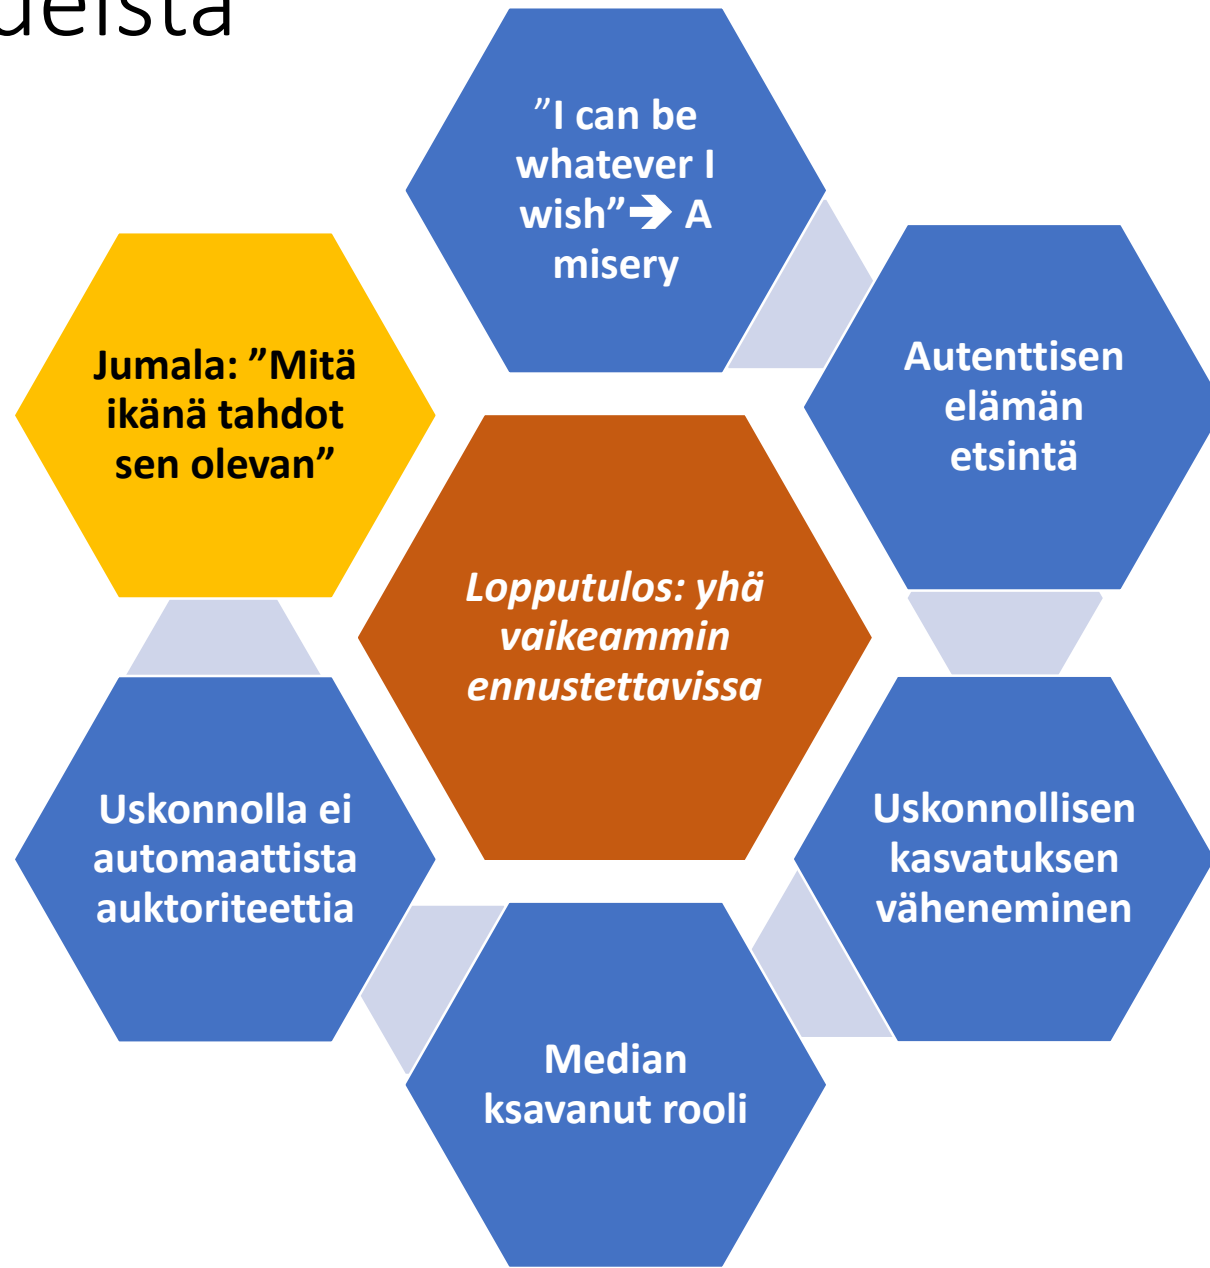 ”I can be
whatever I
wish”➔ A
misery
Autenttisen
elämän
etsintä
Uskonnollisen
kasvatuksen
väheneminen
Median
ksavanut rooli
Uskonnolla ei
automaattista
auktoriteettia
Jumala: ”Mitä
ikänä tahdot
sen olevan”
Lopputulos: yhä
vaikeammin
ennustettavissa